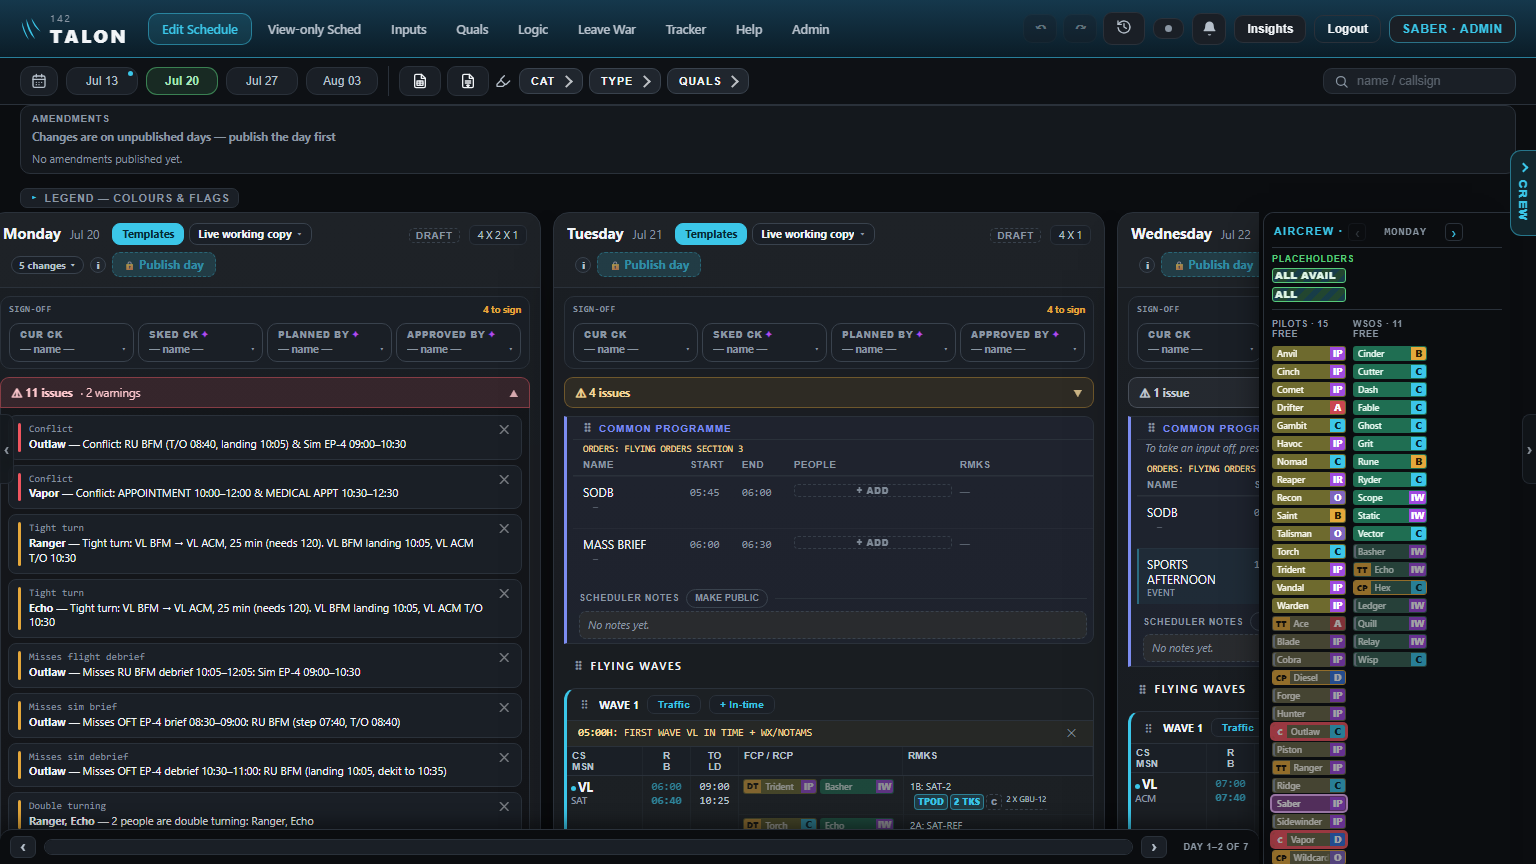 142
TALON
Edit Schedule
View-only Sched
Inputs
Quals
Logic
Leave War
Tracker
Help
Admin
Insights
Logout
SABER · ADMIN
Jul 13
Jul 20
Jul 27
Aug 03
CAT
TYPE
QUALS
name / callsign
AMENDMENTS
Changes are on unpublished days — publish the day first
No amendments published yet.
LEGEND — COLOURS & FLAGS
CREW
Monday Jul 20 Templates Live working copy DRAFT 4 X 2 X 1
5 changes i Publish day
SIGN-OFF 4 to sign
CUR CK SKED CK PLANNED BY APPROVED BY
— name — — name — — name — — name —
11 issues · 2 warnings
Conflict
Outlaw — Conflict: RU BFM (T/O 08:40, landing 10:05) & Sim EP-4 09:00–10:30
Conflict
Vapor — Conflict: APPOINTMENT 10:00–12:00 & MEDICAL APPT 10:30–12:30
Tight turn
Ranger — Tight turn: VL BFM → VL ACM, 25 min (needs 120). VL BFM landing 10:05, VL ACM
T/O 10:30
Tight turn
Echo — Tight turn: VL BFM → VL ACM, 25 min (needs 120). VL BFM landing 10:05, VL ACM T/O
10:30
Misses flight debrief
Outlaw — Misses RU BFM debrief 10:05–12:05: Sim EP-4 09:00–10:30
Misses sim brief
Outlaw — Misses OFT EP-4 brief 08:30–09:00: RU BFM (step 07:40, T/O 08:40)
Misses sim debrief
Outlaw — Misses OFT EP-4 debrief 10:30–11:00: RU BFM (landing 10:05, dekit to 10:35)
Double turning
Ranger, Echo — 2 people are double turning: Ranger, Echo
Tuesday Jul 21 Templates Live working copy DRAFT 4 X 1
i Publish day
SIGN-OFF 4 to sign
CUR CK SKED CK PLANNED BY APPROVED BY
— name — — name — — name — — name —
4 issues
COMMON PROGRAMME
ORDERS: FLYING ORDERS SECTION 3
NAME START END PEOPLE RMKS
SODB 05:45 06:00 + ADD —
–
MASS BRIEF 06:00 06:30 + ADD —
–
SCHEDULER NOTES MAKE PUBLIC
No notes yet.
FLYING WAVES
WAVE 1 Traffic + In-time
05:00H: FIRST WAVE VL IN TIME + WX/NOTAMS
CS R TO FCP / RCP RMKS
MSN B LD
VL 06:00 09:00 DT Trident IP Basher IW 1B: SAT-2
SAT 06:40 10:25 TPOD 2 TKS C 2 X GBU-12
DT Torch C Echo IW 2A: SAT-REF
Wednesday Jul 22
i Publish day
SIGN-OFF
CUR CK
— name —
1 issue
COMMON PROGR
To take an input off, pres
ORDERS: FLYING ORDERS
NAME S
SODB 0
–
SPORTS 1
AFTERNOON
EVENT
SCHEDULER NOTES
No notes yet.
FLYING WAVES
WAVE 1 Traffic
CS R
MSN B
VL 07:00
ACM 07:40
AIRCREW · MONDAY
PLACEHOLDERS
ALL AVAIL
ALL
PILOTS · 15 WSOS · 11
FREE FREE
Anvil IP Cinder B
Cinch IP Cutter C
Comet IP Dash C
Drifter A Fable C
Gambit C Ghost C
Havoc IP Grit C
Nomad C Rune B
Reaper IR Ryder C
Recon O Scope IW
Saint B Static IW
Talisman O Vector C
Torch C Basher IW
Trident IP TT Echo IW
Vandal IP CP Hex C
Warden IP Ledger IW
TT Ace A Quill IW
Blade IP Relay IW
Cobra IP Wisp C
CP Diesel D
Forge IP
Hunter IP
C Outlaw C
Piston IP
TT Ranger IP
Ridge C
Saber IP
Sidewinder IP
C Vapor D
CP Wildcard O
DAY 1–2 OF 7